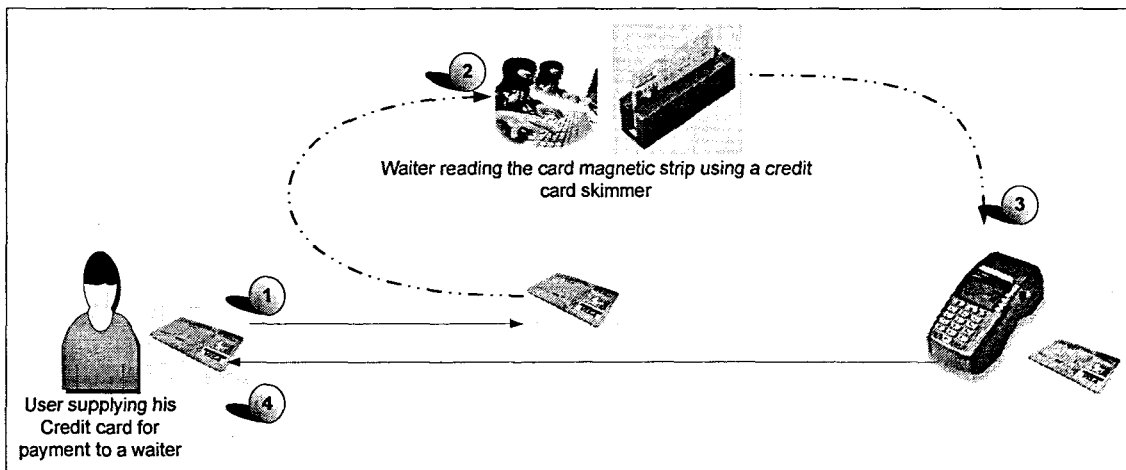 2
Waiter reading the card magnetic strip using a credit
card skimmer
3
1
4
User supplying his
Credit card for
payment to a waiter